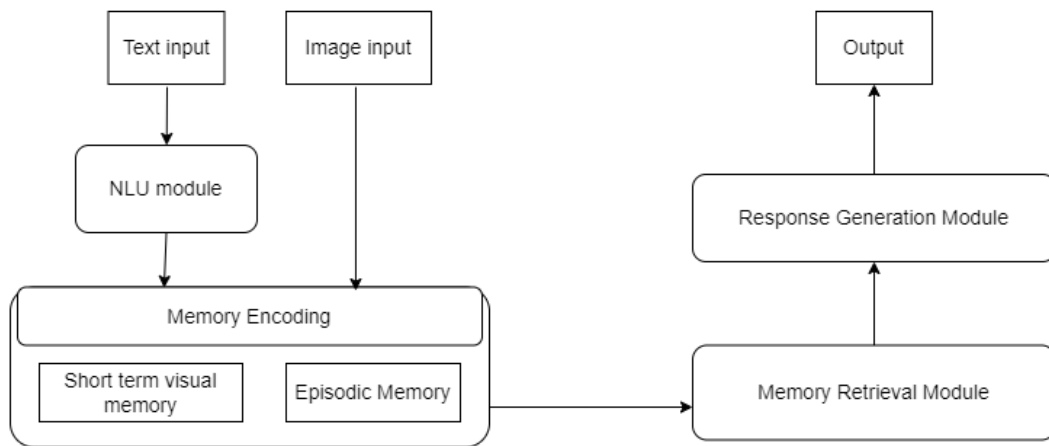 Text input
Image input
Output
NLU module
Response Generation Module
Memory Encoding
Short term visual
memory
Episodic Memory
Memory Retrieval Module